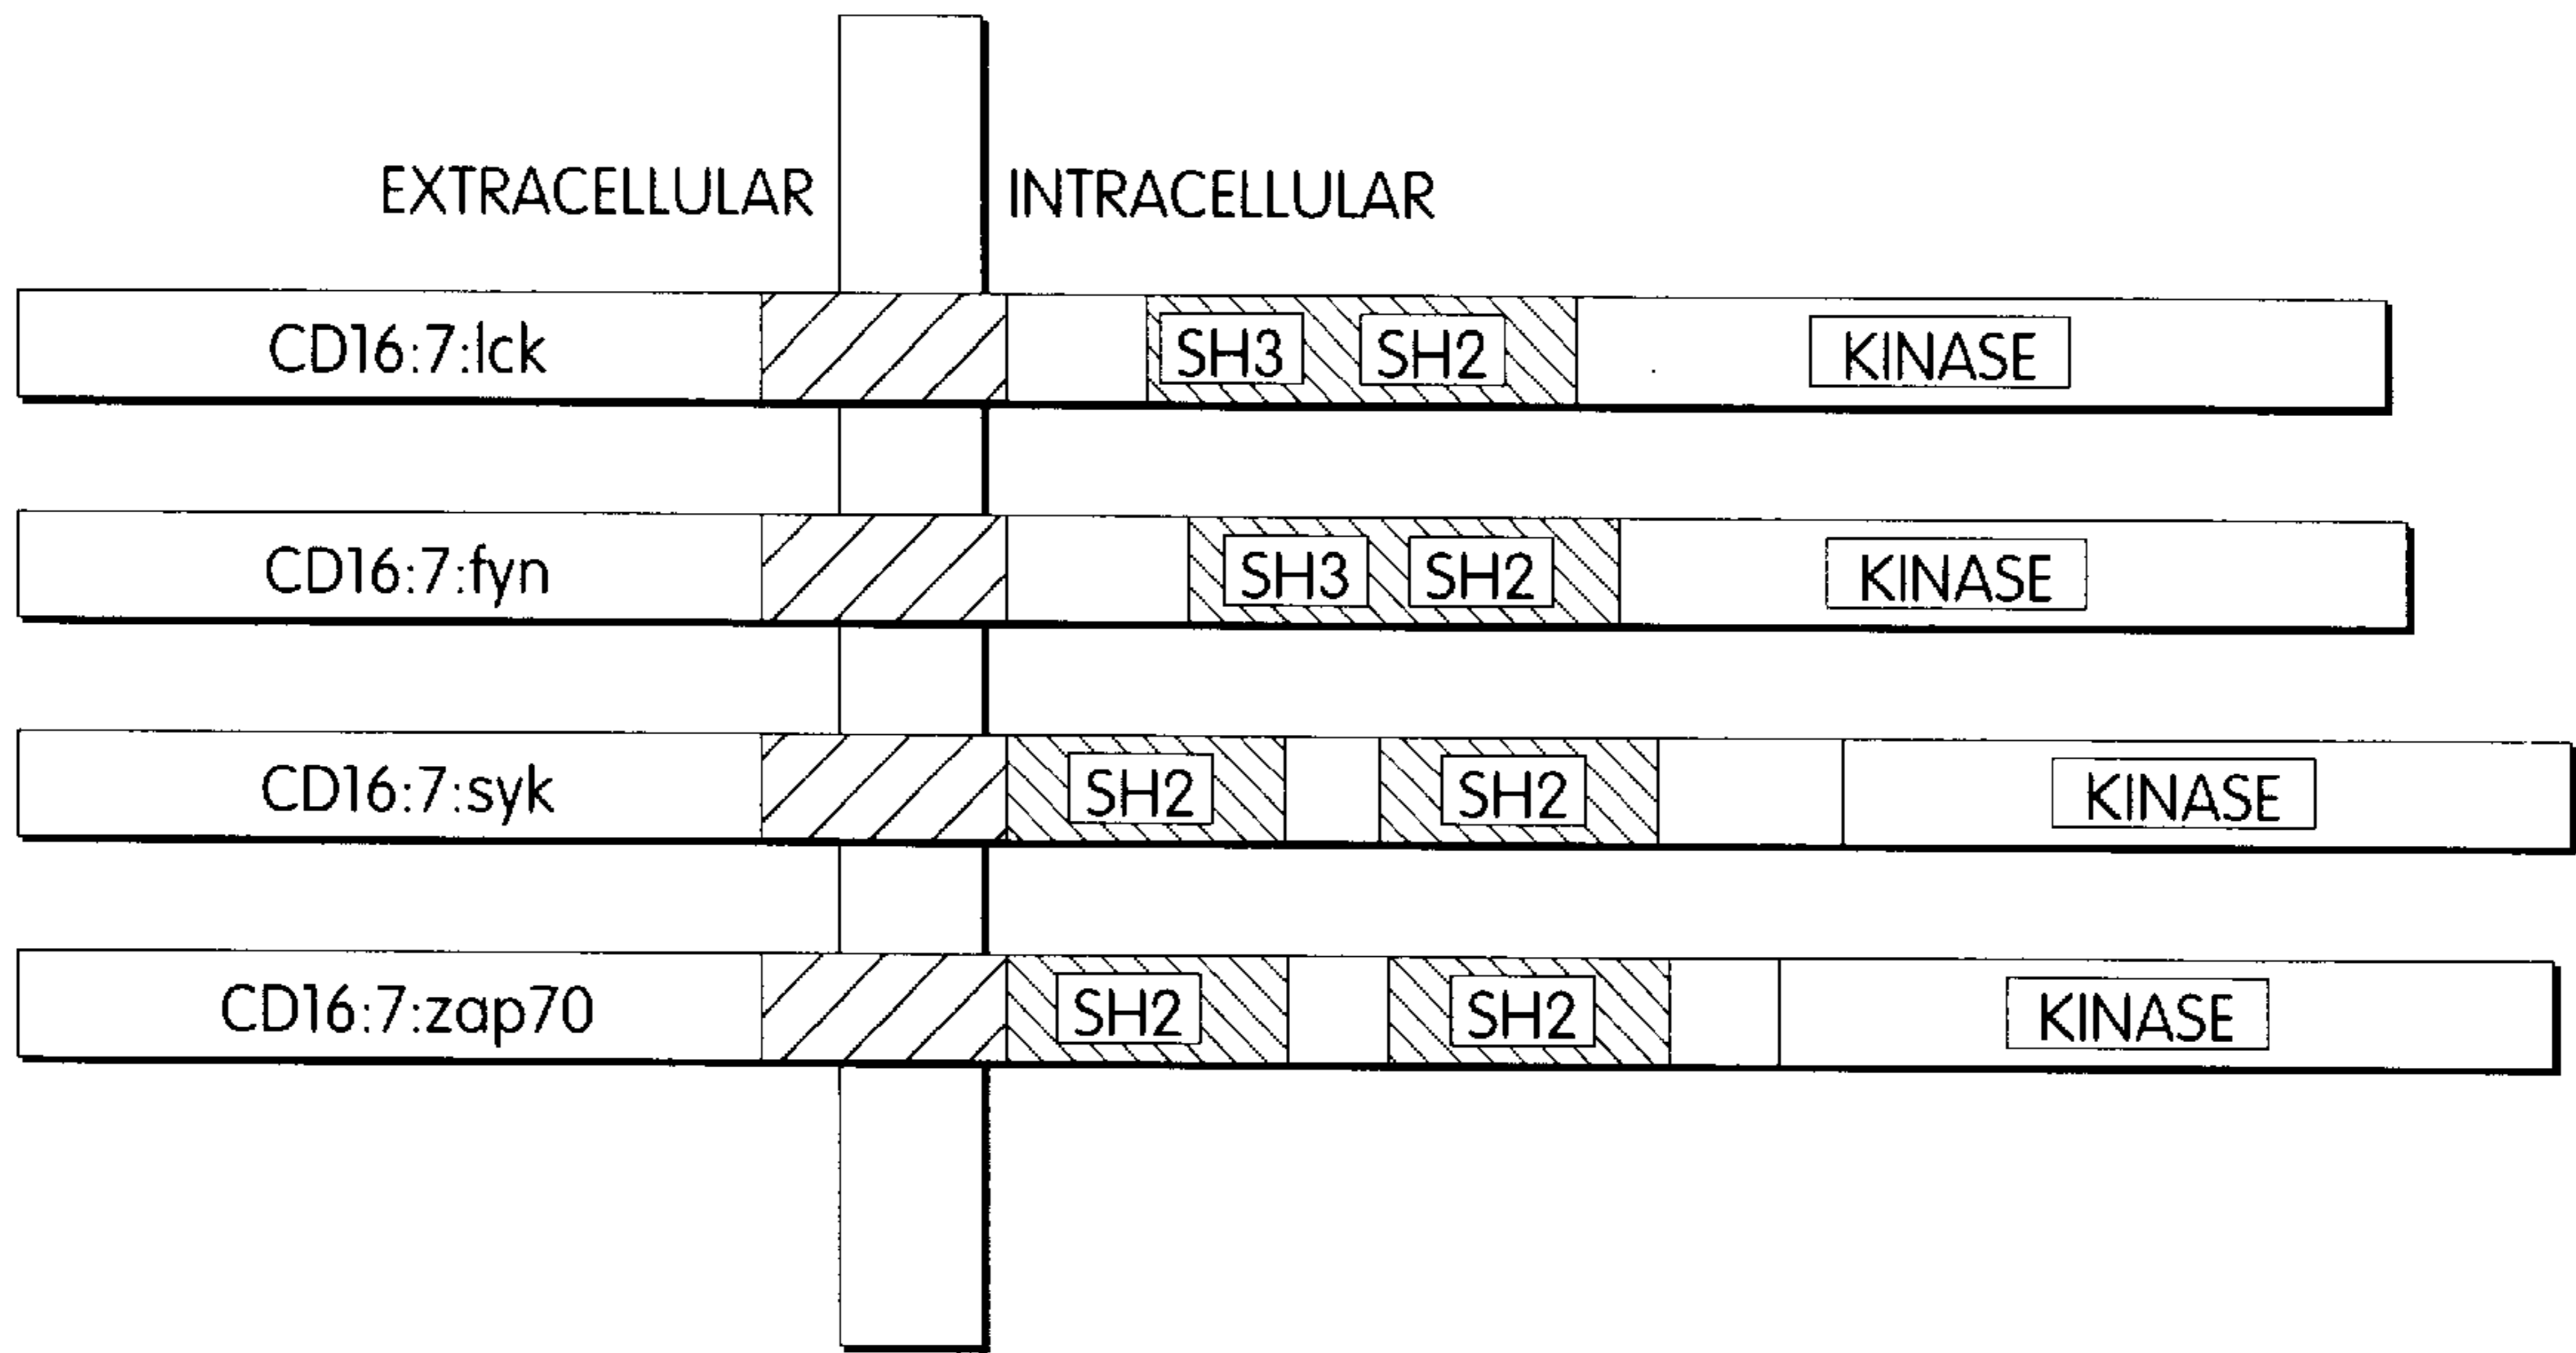 EXTRACELLULAR INTRACELLULAR
CD16:7:lck SH3 SH2 KINASE
CD16:7:fyn SH3 SH2 KINASE
CD16:7:syk SH2 SH2 KINASE
CD16:7:zap70 SH2 SH2 KINASE